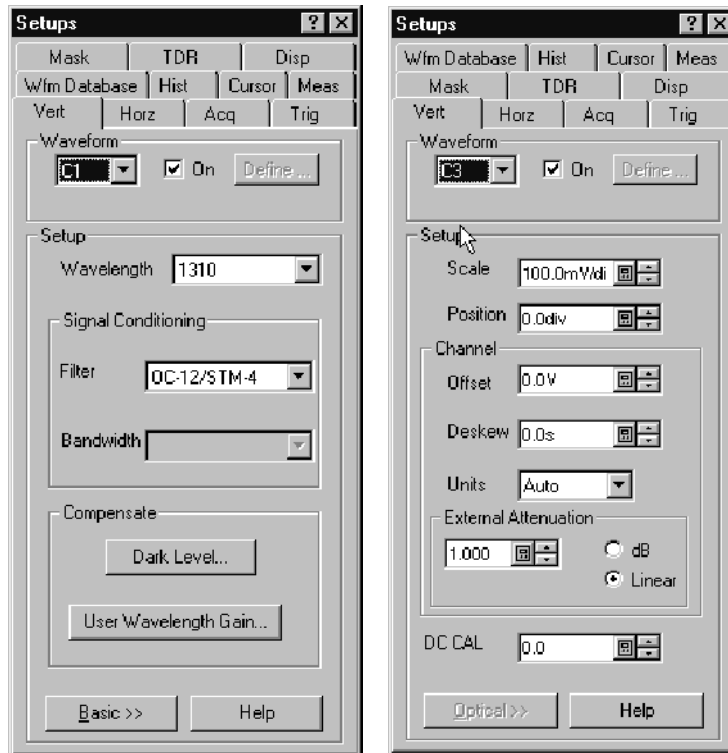 Setups
Mask TDR Disp
Wfm Database Hist Cursor Meas
Vert Horz Acq Trig
Waveform
C1 On Define ...
Setup
Wavelength 1310
Signal Conditioning
Filter OC-12/STM-4
Bandwidth
Compensate
Dark Level...
User Wavelength Gain...
Basic >> Help
Setups
Wfm Database Hist Cursor Meas
Mask TDR Disp
Vert Horz Acq Trig
Waveform
C3 On Define ...
Setup
Scale 100.0mV/di
Position 0.0div
Channel
Offset 0.0V
Deskew 0.0s
Units Auto
External Attenuation
1.000 dB
Linear
DC CAL 0.0
Optical >> Help